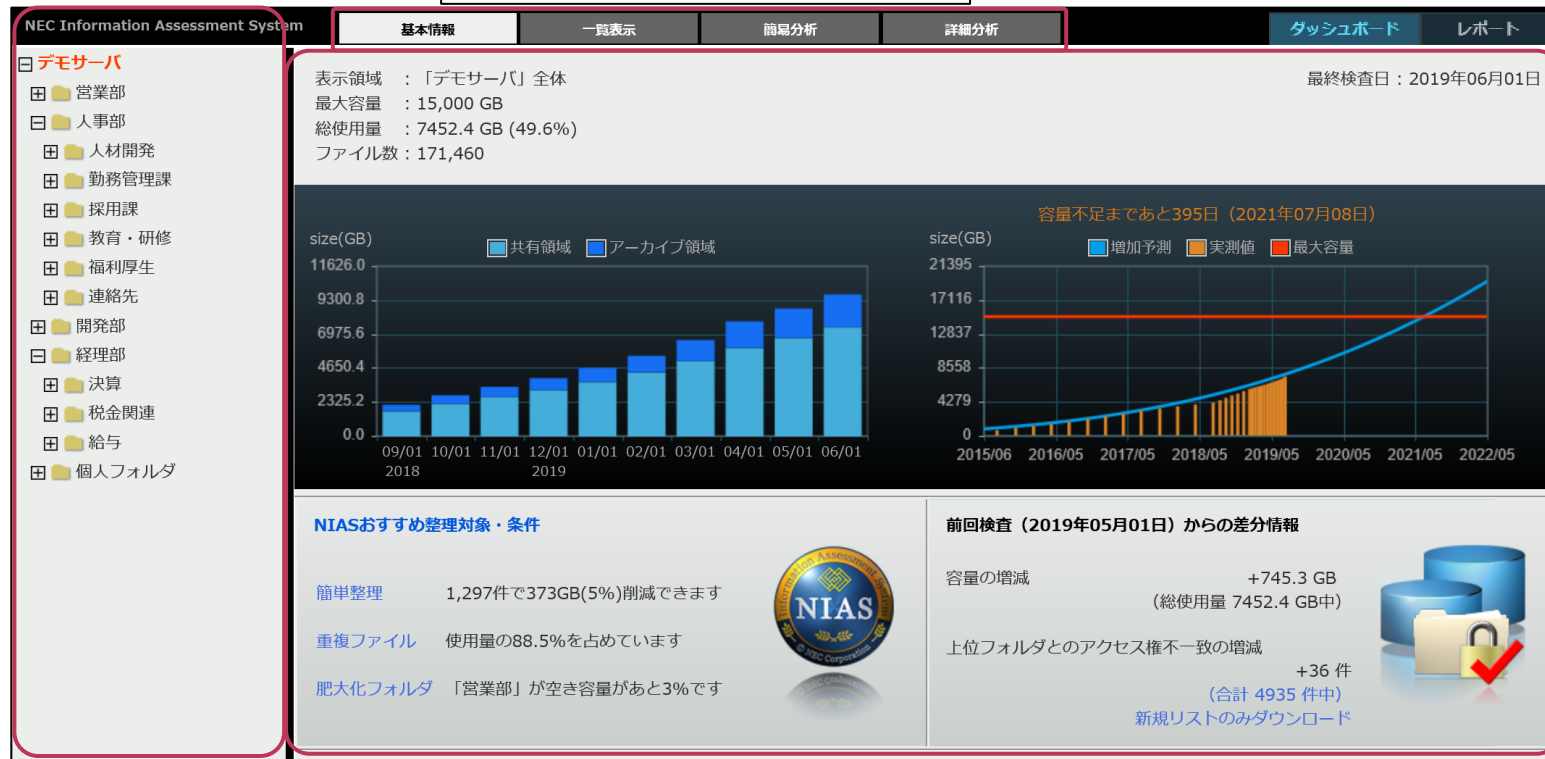 NEC Information Assessment System
基本情報
一覧表示
簡易分析
詳細分析
ダッシュボード
レポート
デモサーバ
営業部
人事部
人材開発
勤務管理課
採用課
教育・研修
福利厚生
連絡先
開発部
経理部
決算
税金関連
給与
個人フォルダ
表示領域 ：「デモサーバ」全体
最大容量 ：15,000 GB
総使用量 ：7452.4 GB (49.6%)
ファイル数：171,460
最終検査日：2019年06月01日
size(GB)
共有領域 アーカイブ領域
11626.0
9300.8
6975.6
4650.4
2325.2
0.0
09/01 10/01 11/01 12/01 01/01 02/01 03/01 04/01 05/01 06/01
2018 2019
容量不足まであと395日（2021年07月08日）
size(GB)
増加予測 実測値 最大容量
21395
17116
12837
8558
4279
0
2015/06 2016/05 2017/05 2018/05 2019/05 2020/05 2021/05 2022/05
NIASおすすめ整理対象・条件
簡単整理 1,297件で373GB(5%)削減できます
重複ファイル 使用量の88.5%を占めています
肥大化フォルダ 「営業部」が空き容量があと3%です
Information Assessment System
NIAS
© NEC Corporation
前回検査（2019年05月01日）からの差分情報
容量の増減 +745.3 GB
（総使用量 7452.4 GB中）
上位フォルダとのアクセス権不一致の増減
+36 件
（合計 4935 件中）
新規リストのみダウンロード